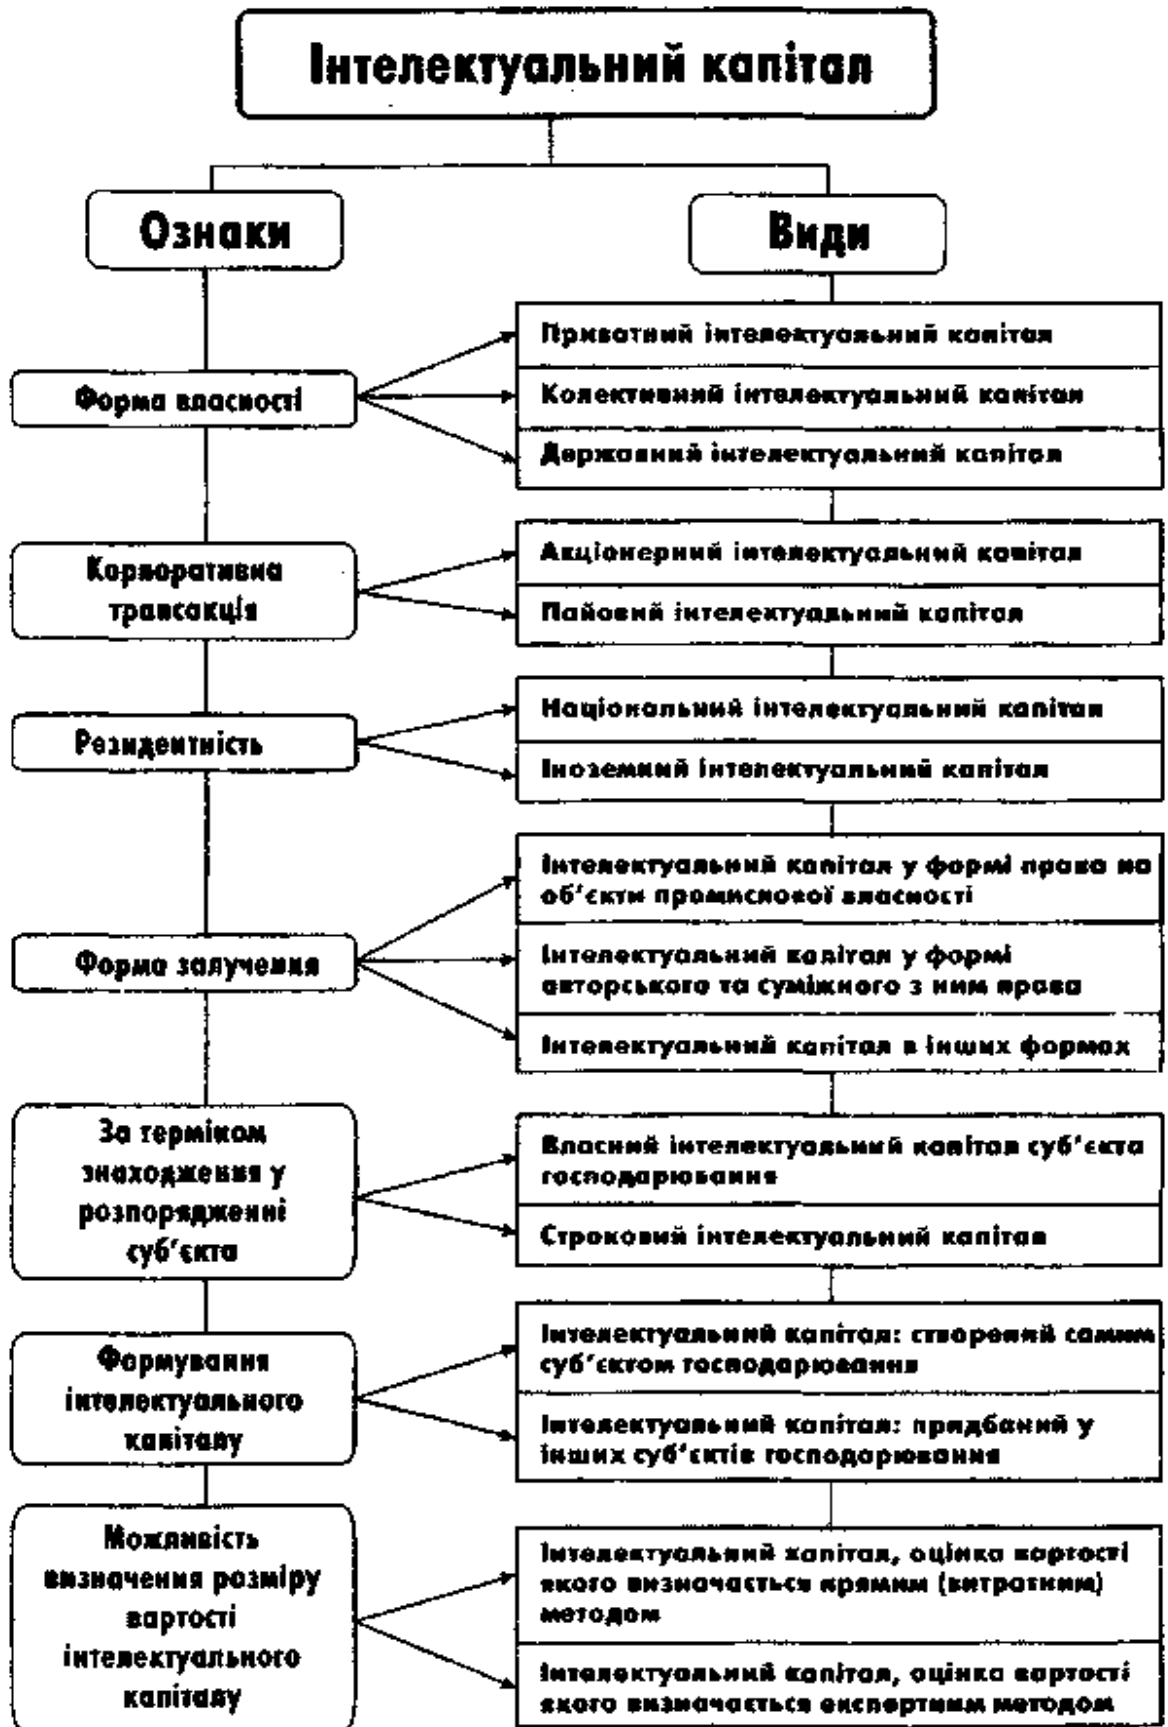 Інтелектуальний капітал
Ознаки
Види
Форма власності
Приватний інтелектуальний капітал
Колективний інтелектуальний капітал
Державний інтелектуальний капітал
Корпоративна
трансакція
Акціонерний інтелектуальний капітал
Пайовий інтелектуальний капітал
Резидентність
Національний інтелектуальний капітал
Іноземний інтелектуальний капітал
Форма залучення
Інтелектуальний капітал у формі права на
об'єкти промислової власності
Інтелектуальний капітал у формі
авторського та суміжного з ним права
Інтелектуальний капітал в інших формах
За терміном
знаходження у
розпорядженні
суб'єкта
Власний інтелектуальний капітал суб'єкта
господарювання
Строковий інтелектуальний капітал
Формування
інтелектуального
капіталу
Інтелектуальний капітал: створений самим
суб'єктом господарювання
Інтелектуальний капітал: придбаний у
інших суб'єктів господарювання
Можливість
визначення розміру
вартості
інтелектуального
капіталу
Інтелектуальний капітал, оцінка вартості
якого визначається прямим (витратним)
методом
Інтелектуальний капітал, оцінка вартості
якого визначається експертним методом